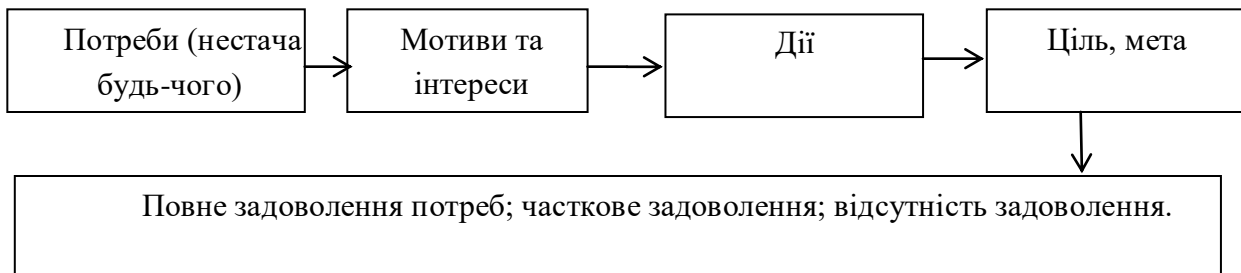 Потреби (нестача
будь-чого)
Мотиви та
інтереси
Дії
Ціль, мета
Повне задоволення потреб; часткове задоволення; відсутність задоволення.